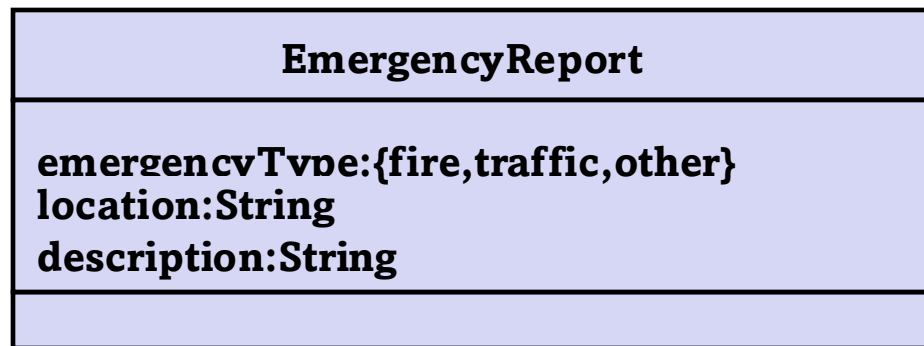 EmergencyReport
emergencyType:{fire,traffic,other}
location:String
description:String